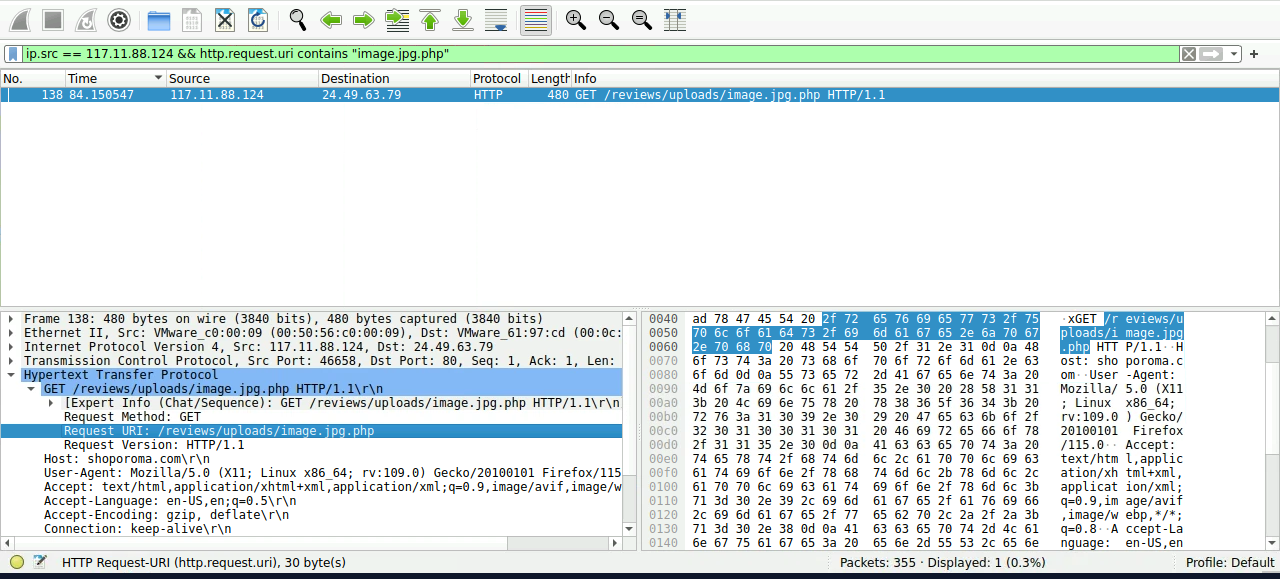 ip.src == 117.11.88.124 && http.request.uri contains "image.jpg.php"
No. Time Source Destination Protocol Length Info
138 84.150547 117.11.88.124 24.49.63.79 HTTP 480 GET /reviews/uploads/image.jpg.php HTTP/1.1
Frame 138: 480 bytes on wire (3840 bits), 480 bytes captured (3840 bits)
Ethernet II, Src: VMware_c0:00:09 (00:50:56:c0:00:09), Dst: VMware_61:97:cd (00:0c:
Internet Protocol Version 4, Src: 117.11.88.124, Dst: 24.49.63.79
Transmission Control Protocol, Src Port: 46658, Dst Port: 80, Seq: 1, Ack: 1, Len:
Hypertext Transfer Protocol
GET /reviews/uploads/image.jpg.php HTTP/1.1\r\n
[Expert Info (Chat/Sequence): GET /reviews/uploads/image.jpg.php HTTP/1.1\r\n
Request Method: GET
Request URI: /reviews/uploads/image.jpg.php
Request Version: HTTP/1.1
Host: shoporoma.com\r\n
User-Agent: Mozilla/5.0 (X11; Linux x86_64; rv:109.0) Gecko/20100101 Firefox/115
Accept: text/html,application/xhtml+xml,application/xml;q=0.9,image/avif,image/w
Accept-Language: en-US,en;q=0.5\r\n
Accept-Encoding: gzip, deflate\r\n
Connection: keep-alive\r\n
0040 ad 78 47 45 54 20 2f 72 65 76 69 65 77 73 2f 75 ·xGET /r eviews/u
0050 70 6c 6f 61 64 73 2f 69 6d 61 67 65 2e 6a 70 67 ploads/i mage.jpg
0060 2e 70 68 70 20 48 54 54 50 2f 31 2e 31 0d 0a 48 .php HTT P/1.1··H
0070 6f 73 74 3a 20 73 68 6f 70 6f 72 6f 6d 61 2e 63 ost: sho poroma.c
0080 6f 6d 0d 0a 55 73 65 72 2d 41 67 65 6e 74 3a 20 om··User -Agent:
0090 4d 6f 7a 69 6c 6c 61 2f 35 2e 30 20 28 58 31 31 Mozilla/ 5.0 (X11
00a0 3b 20 4c 69 6e 75 78 20 78 38 36 5f 36 34 3b 20 ; Linux x86_64;
00b0 72 76 3a 31 30 39 2e 30 29 20 47 65 63 6b 6f 2f rv:109.0 ) Gecko/
00c0 32 30 31 30 30 31 30 31 20 46 69 72 65 66 6f 78 20100101 Firefox
00d0 2f 31 31 35 2e 30 0d 0a 41 63 63 65 70 74 3a 20 /115.0·· Accept:
00e0 74 65 78 74 2f 68 74 6d 6c 2c 61 70 70 6c 69 63 text/htm l,applic
00f0 61 74 69 6f 6e 2f 78 68 74 6d 6c 2b 78 6d 6c 2c ation/xh tml+xml,
0100 61 70 70 6c 69 63 61 74 69 6f 6e 2f 78 6d 6c 3b applicat ion/xml;
0110 71 3d 30 2e 39 2c 69 6d 61 67 65 2f 61 76 69 66 q=0.9,im age/avif
0120 2c 69 6d 61 67 65 2f 77 65 62 70 2c 2a 2f 2a 3b ,image/w ebp,*/*;
0130 71 3d 30 2e 38 0d 0a 41 63 63 65 70 74 2d 4c 61 q=0.8··A ccept-La
0140 6e 67 75 61 67 65 3a 20 65 6e 2d 55 53 2c 65 6e nguage: en-US,en
HTTP Request-URI (http.request.uri), 30 byte(s) Packets: 355 · Displayed: 1 (0.3%) Profile: Default